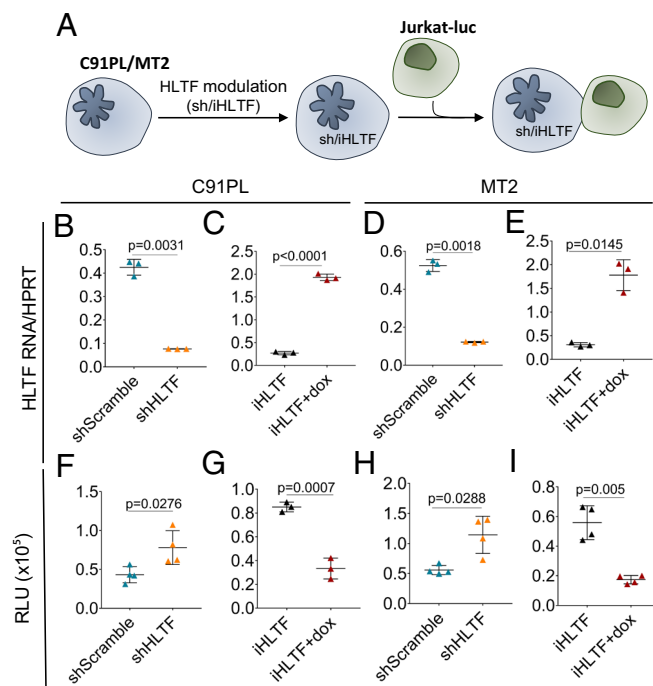 A
Jurkat-luc
C91PL/MT2
HLTF modulation
(sh/iHLTF)
sh/iHLTF
sh/iHLTF
C91PL
MT2
HLTF RNA/HPRT
B
p=0.0031
0.5
0.4
0.3
0.2
0.1
0.0
shScramble
shHLTF
C
p<0.0001
2.5
2.0
1.5
1.0
0.5
0.0
iHLTF
iHLTF+dox
D
p=0.0018
0.6
0.4
0.2
0.0
shScramble
shHLTF
E
p=0.0145
2.5
2.0
1.5
1.0
0.5
0.0
iHLTF
iHLTF+dox
RLU (x10⁵)
F
p=0.0276
1.5
1.0
0.5
0.0
shScramble
shHLTF
G
p=0.0007
1.0
0.8
0.6
0.4
0.2
0.0
iHLTF
iHLTF+dox
H
p=0.0288
2.0
1.5
1.0
0.5
0.0
shScramble
shHLTF
I
p=0.005
0.8
0.6
0.4
0.2
0.0
iHLTF
iHLTF+dox